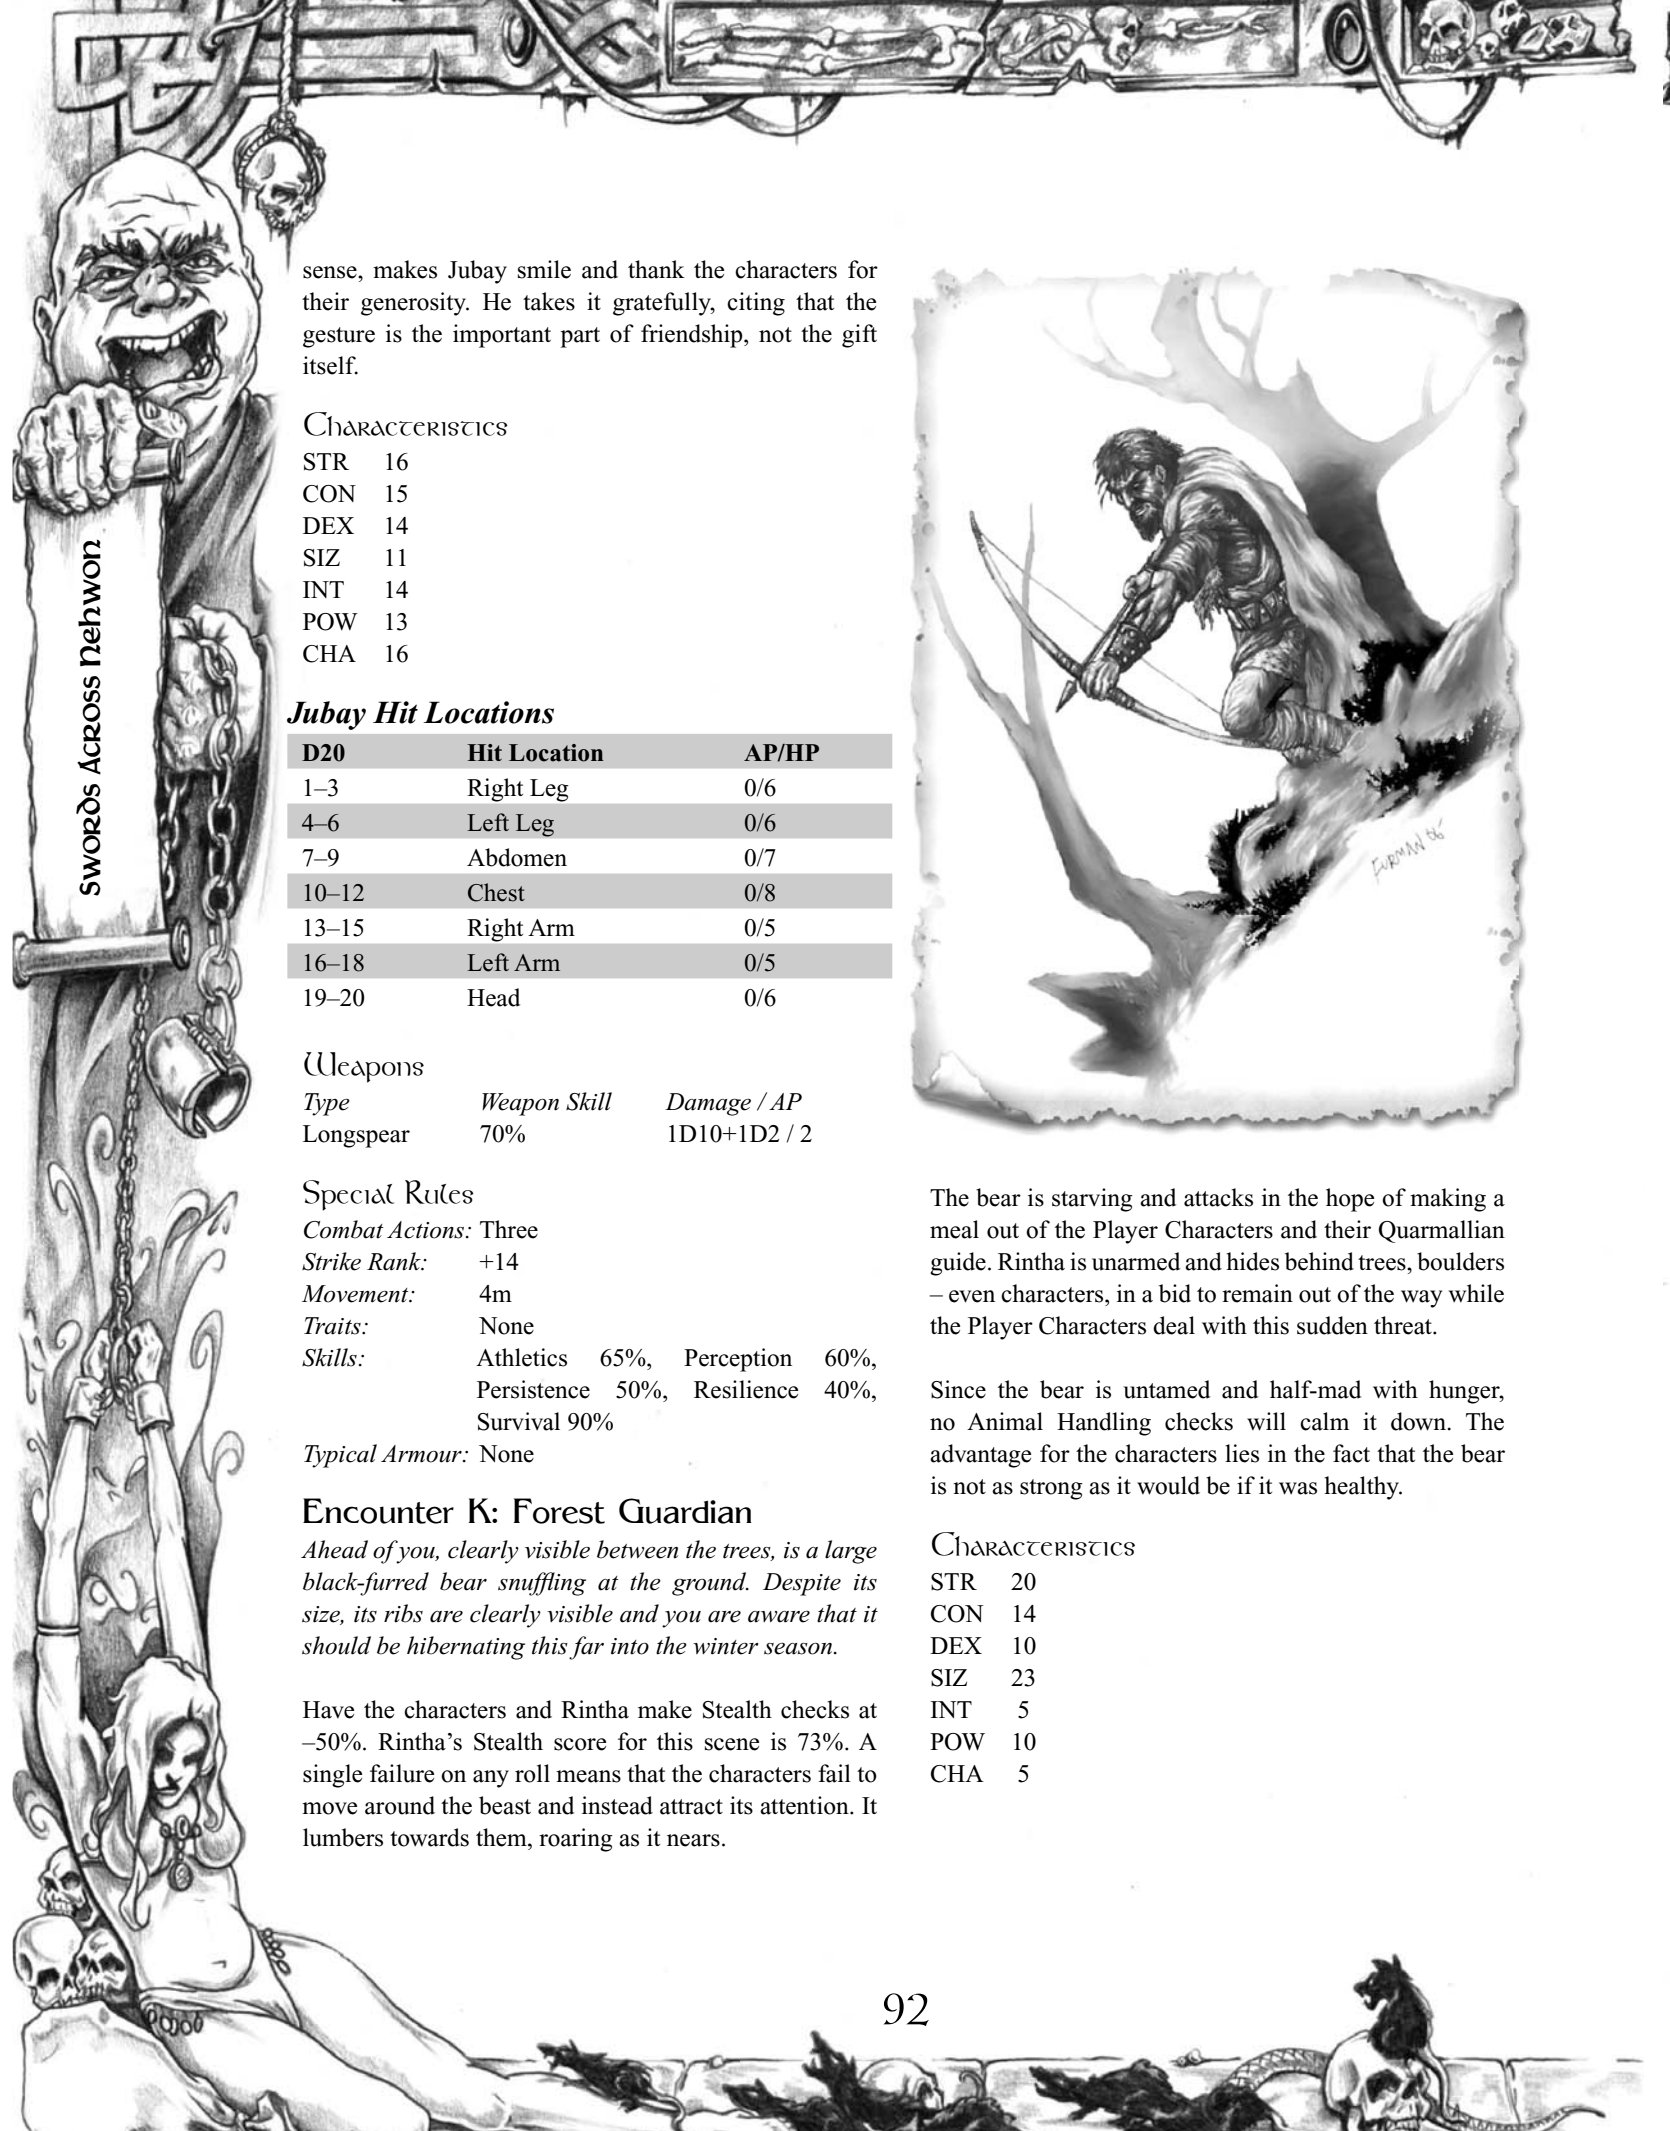 Swords Across Nehwon
sense, makes Jubay smile and thank the characters for
their generosity. He takes it gratefully, citing that the
gesture is the important part of friendship, not the gift
itself.
Characteristics
STR 16
CON 15
DEX 14
SIZ 11
INT 14
POW 13
CHA 16
Jubay Hit Locations
D20 Hit Location AP/HP
1–3 Right Leg 0/6
4–6 Left Leg 0/6
7–9 Abdomen 0/7
10–12 Chest 0/8
13–15 Right Arm 0/5
16–18 Left Arm 0/5
19–20 Head 0/6
Weapons
Type Weapon Skill Damage / AP
Longspear 70% 1D10+1D2 / 2
Special Rules
Combat Actions: Three
Strike Rank: +14
Movement: 4m
Traits: None
Skills: Athletics 65%, Perception 60%,
Persistence 50%, Resilience 40%,
Survival 90%
Typical Armour: None
Encounter K: Forest Guardian
Ahead of you, clearly visible between the trees, is a large
black-furred bear snuffling at the ground. Despite its
size, its ribs are clearly visible and you are aware that it
should be hibernating this far into the winter season.
Have the characters and Rintha make Stealth checks at
–50%. Rintha’s Stealth score for this scene is 73%. A
single failure on any roll means that the characters fail to
move around the beast and instead attract its attention. It
lumbers towards them, roaring as it nears.
FURMAN 06
The bear is starving and attacks in the hope of making a
meal out of the Player Characters and their Quarmallian
guide. Rintha is unarmed and hides behind trees, boulders
– even characters, in a bid to remain out of the way while
the Player Characters deal with this sudden threat.
Since the bear is untamed and half-mad with hunger,
no Animal Handling checks will calm it down. The
advantage for the characters lies in the fact that the bear
is not as strong as it would be if it was healthy.
Characteristics
STR 20
CON 14
DEX 10
SIZ 23
INT 5
POW 10
CHA 5
92